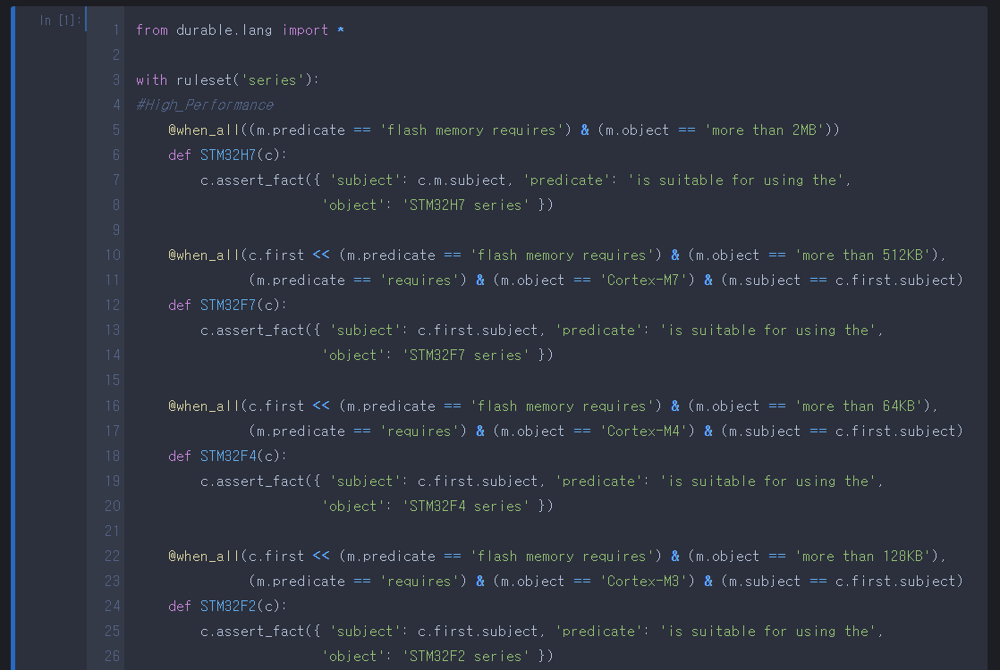 In [1]:
1 from durable.lang import *
2
3 with ruleset('series'):
4 #High_Performance
5     @when_all((m.predicate == 'flash memory requires') & (m.object == 'more than 2MB'))
6     def STM32H7(c):
7         c.assert_fact({ 'subject': c.m.subject, 'predicate': 'is suitable for using the',
8                        'object': 'STM32H7 series' })
9
10     @when_all(c.first << (m.predicate == 'flash memory requires') & (m.object == 'more than 512KB'),
11               (m.predicate == 'requires') & (m.object == 'Cortex-M7') & (m.subject == c.first.subject)
12     def STM32F7(c):
13         c.assert_fact({ 'subject': c.first.subject, 'predicate': 'is suitable for using the',
14                        'object': 'STM32F7 series' })
15
16     @when_all(c.first << (m.predicate == 'flash memory requires') & (m.object == 'more than 64KB'),
17               (m.predicate == 'requires') & (m.object == 'Cortex-M4') & (m.subject == c.first.subject)
18     def STM32F4(c):
19         c.assert_fact({ 'subject': c.first.subject, 'predicate': 'is suitable for using the',
20                        'object': 'STM32F4 series' })
21
22     @when_all(c.first << (m.predicate == 'flash memory requires') & (m.object == 'more than 128KB'),
23               (m.predicate == 'requires') & (m.object == 'Cortex-M3') & (m.subject == c.first.subject)
24     def STM32F2(c):
25         c.assert_fact({ 'subject': c.first.subject, 'predicate': 'is suitable for using the',
26                        'object': 'STM32F2 series' })